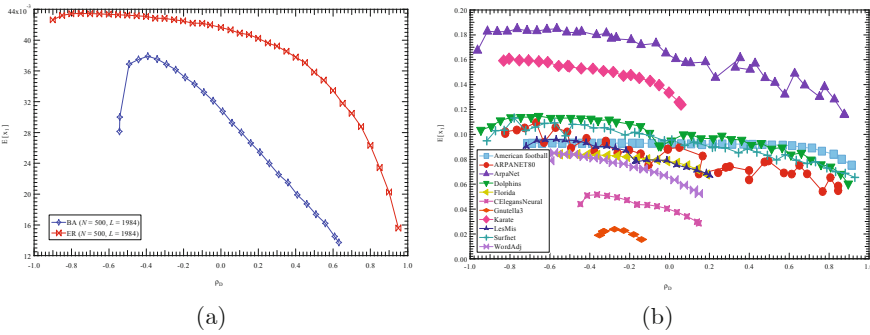 44x10⁻³
40
36
32
28
24
20
16
12
E[x₁]
BA (N = 500, L = 1984)
ER (N = 500, L = 1984)
-1.0 -0.8 -0.6 -0.4 -0.2 0.0 0.2 0.4 0.6 0.8 1.0
ρD
(a)
0.20
0.18
0.16
0.14
0.12
0.10
0.08
0.06
0.04
0.02
0.00
E[x₁]
American football
ARPANET80
ArpaNet
Dolphins
Florida
CElegansNeural
Gnutella3
Karate
LesMis
Surfnet
WordAdj
-1.0 -0.8 -0.6 -0.4 -0.2 0.0 0.2 0.4 0.6 0.8
ρD
(b)